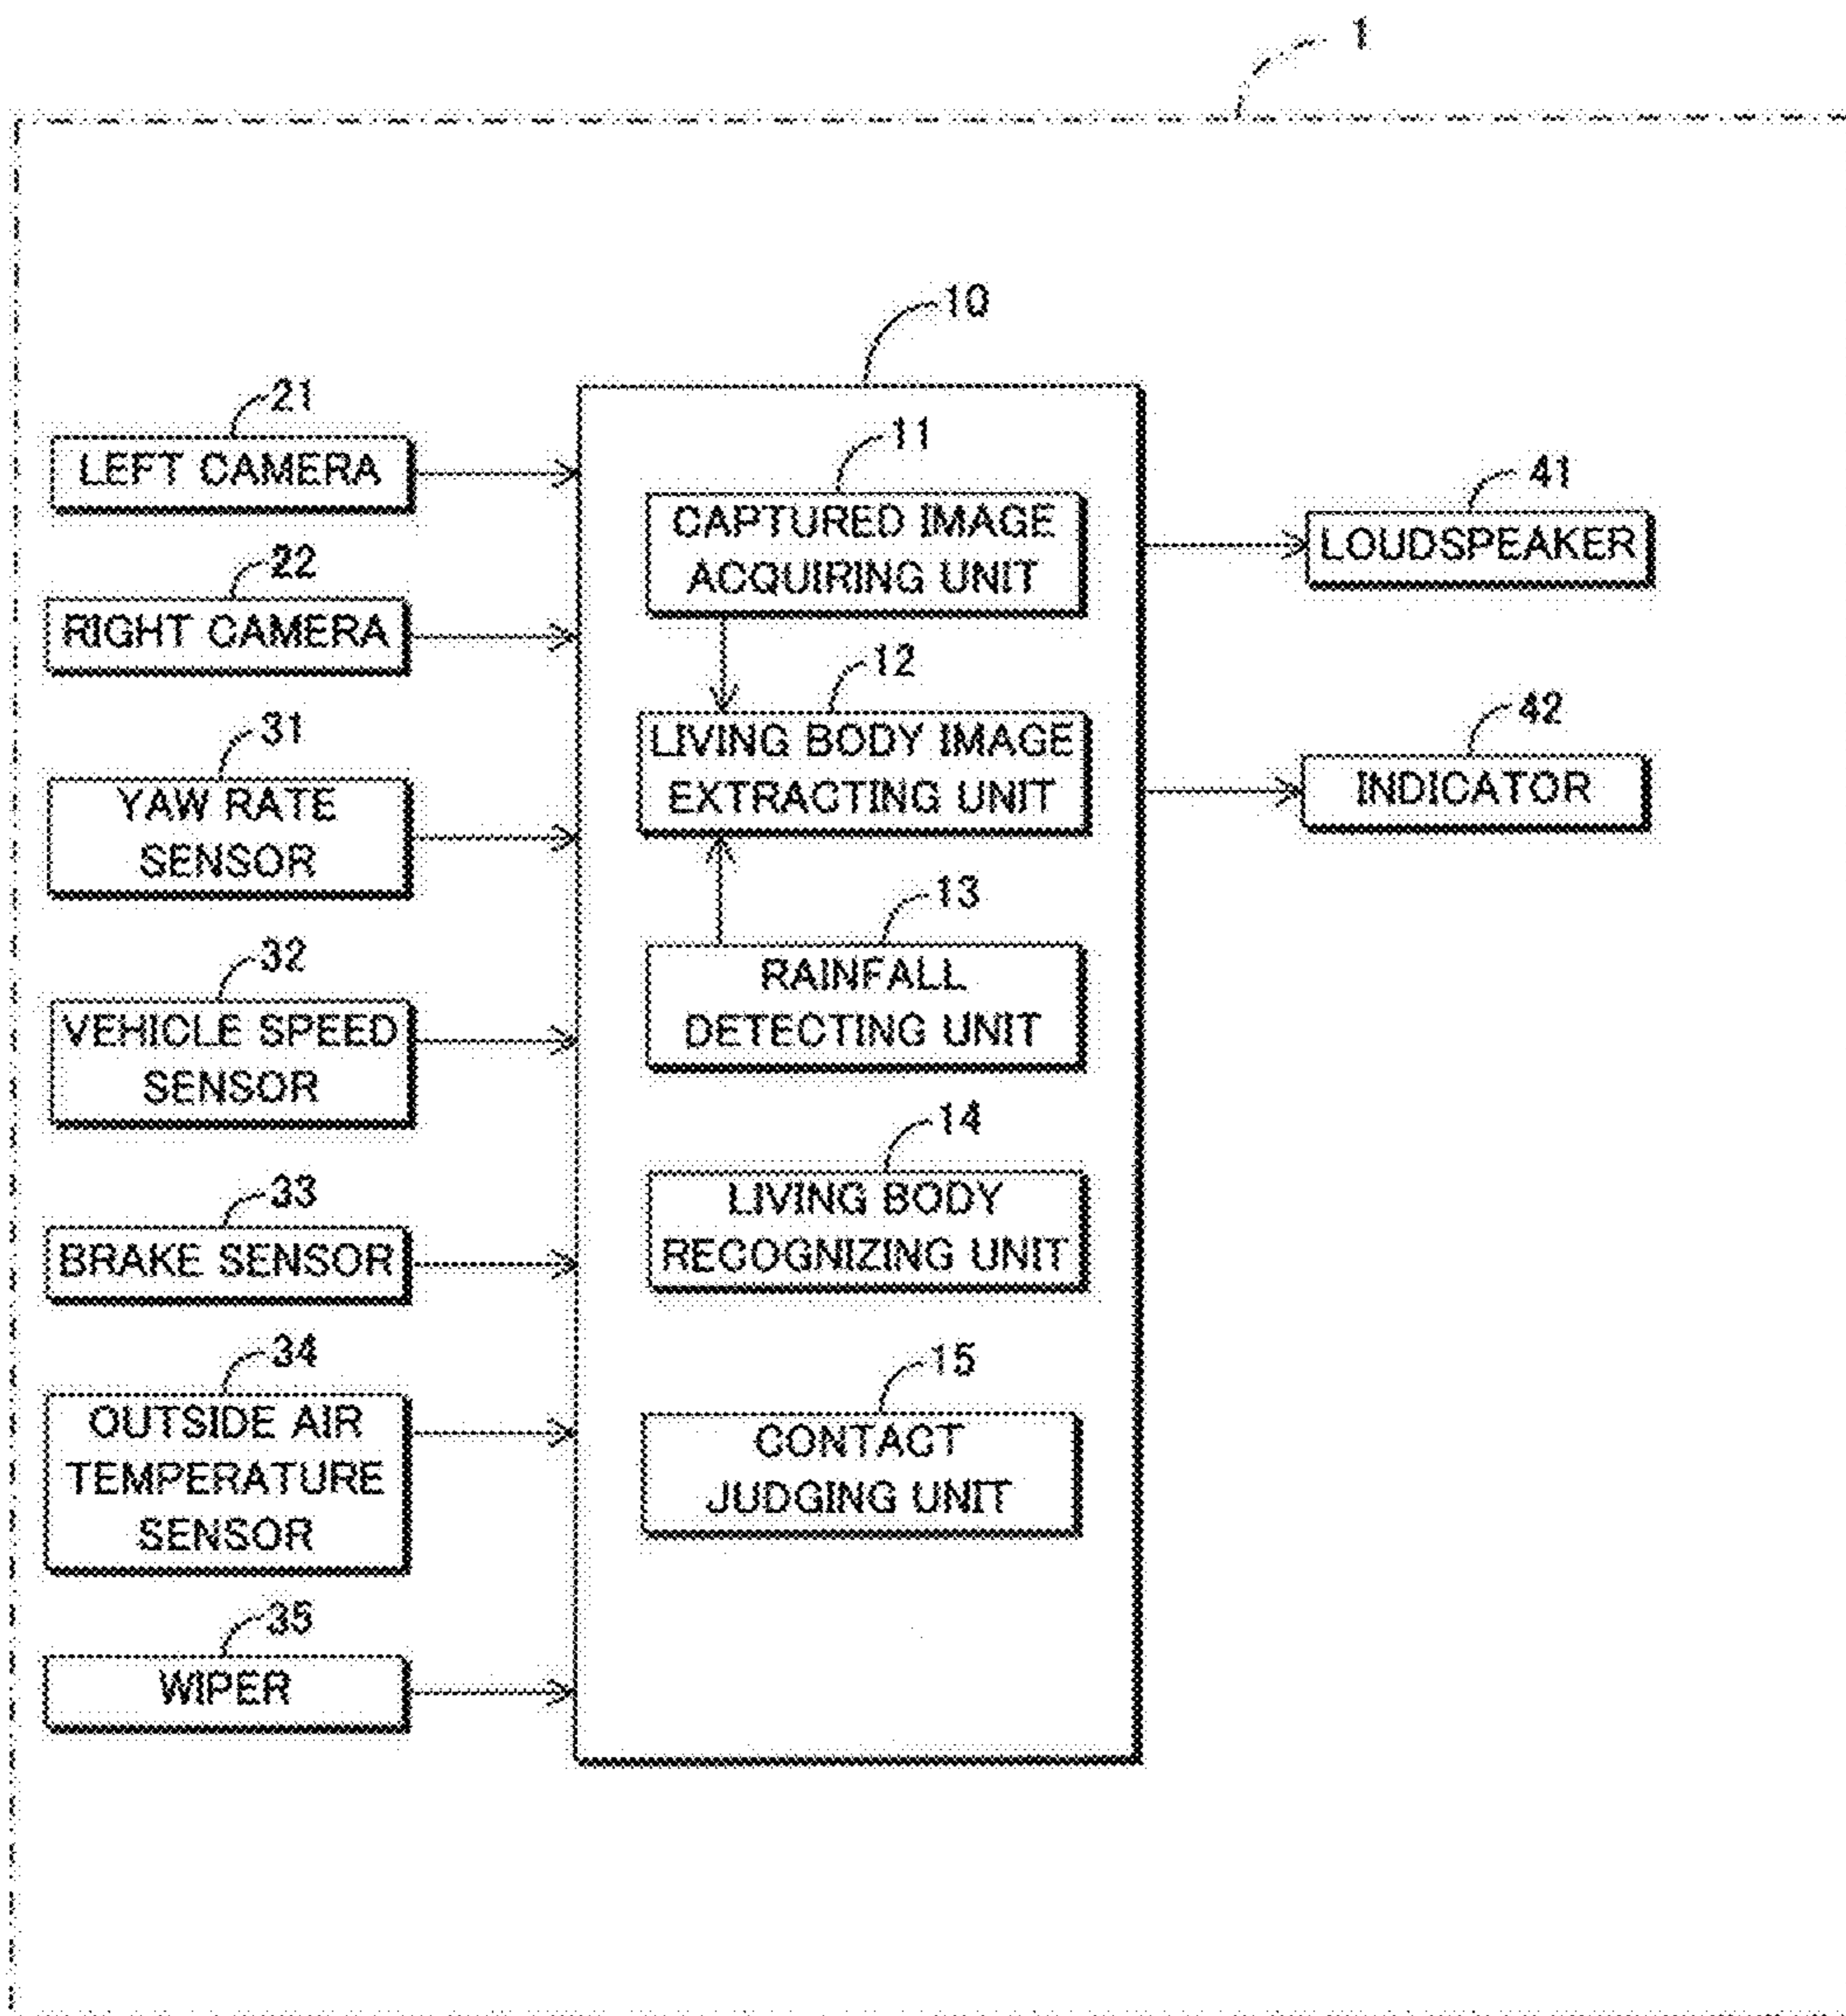 1
10
21
LEFT CAMERA
22
RIGHT CAMERA
31
YAW RATE
SENSOR
32
VEHICLE SPEED
SENSOR
33
BRAKE SENSOR
34
OUTSIDE AIR
TEMPERATURE
SENSOR
35
WIPER
11
CAPTURED IMAGE
ACQUIRING UNIT
12
LIVING BODY IMAGE
EXTRACTING UNIT
13
RAINFALL
DETECTING UNIT
14
LIVING BODY
RECOGNIZING UNIT
15
CONTACT
JUDGING UNIT
41
LOUDSPEAKER
42
INDICATOR